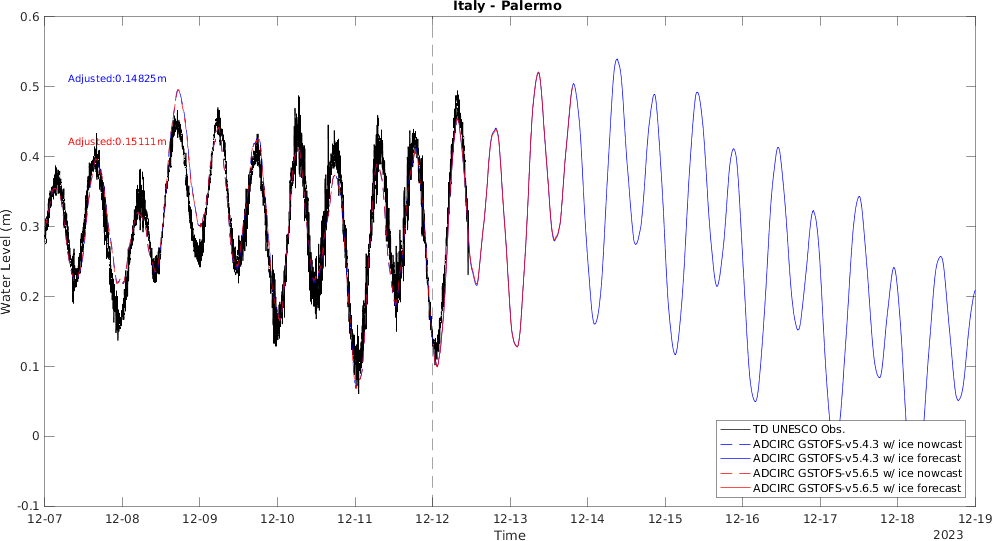 Italy - Palermo
0.6
0.5
0.4
0.3
0.2
0.1
0
-0.1
Water Level (m)
Adjusted:0.14825m
Adjusted:0.15111m
TD UNESCO Obs.
ADCIRC GSTOFS-v5.4.3 w/ ice nowcast
ADCIRC GSTOFS-v5.4.3 w/ ice forecast
ADCIRC GSTOFS-v5.6.5 w/ ice nowcast
ADCIRC GSTOFS-v5.6.5 w/ ice forecast
12-07 12-08 12-09 12-10 12-11 12-12 12-13 12-14 12-15 12-16 12-17 12-18 12-19
Time
2023